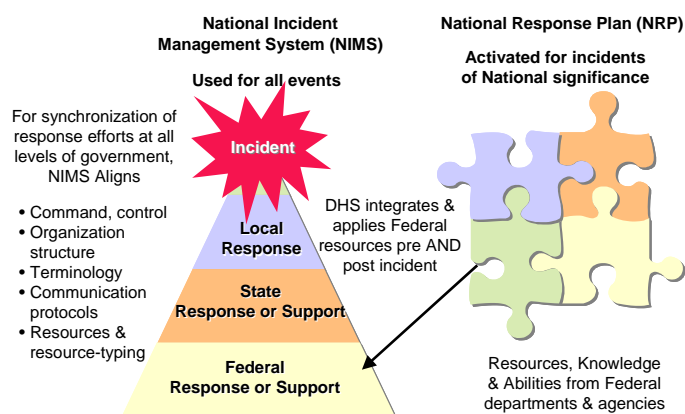 National Incident
Management System (NIMS)
Used for all events
For synchronization of
response efforts at all
levels of government,
NIMS Aligns
• Command, control
• Organization
structure
• Terminology
• Communication
protocols
• Resources &
resource-typing
Incident
Local
Response
State
Response or Support
Federal
Response or Support
DHS integrates &
applies Federal
resources pre AND
post incident
National Response Plan (NRP)
Activated for incidents
of National significance
Resources, Knowledge
& Abilities from Federal
departments & agencies